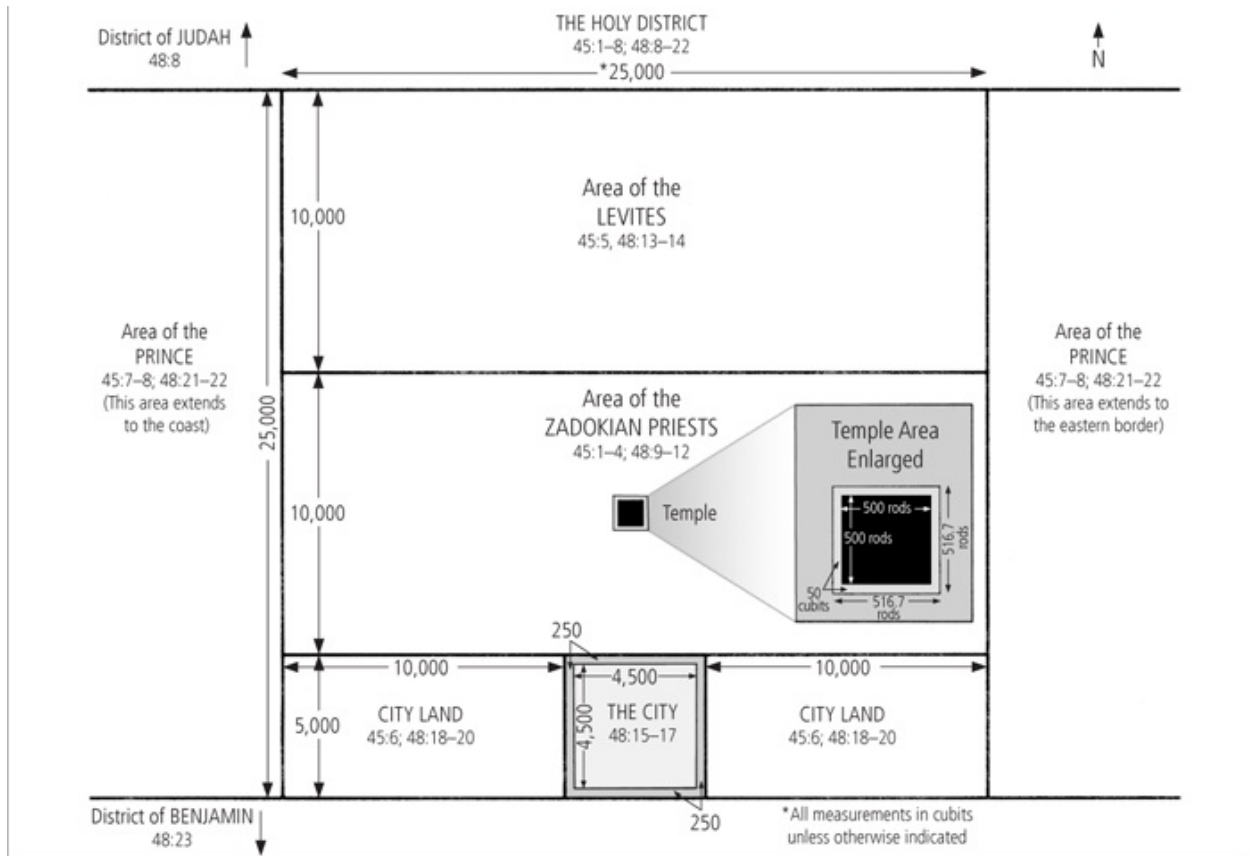 District of JUDAH
48:8
THE HOLY DISTRICT
45:1–8; 48:8–22
*25,000
N
Area of the
LEVITES
45:5, 48:13–14
10,000
Area of the
PRINCE
45:7–8; 48:21–22
(This area extends
to the coast)
25,000
Area of the
ZADOKIAN PRIESTS
45:1–4; 48:9–12
10,000
Temple
Temple Area
Enlarged
500 rods
500 rods
516.7
rods
50
cubits
516.7
rods
Area of the
PRINCE
45:7–8; 48:21–22
(This area extends to
the eastern border)
250
10,000
4,500
10,000
5,000
CITY LAND
45:6; 48:18–20
4,500
THE CITY
48:15–17
CITY LAND
45:6; 48:18–20
250
District of BENJAMIN
48:23
*All measurements in cubits
unless otherwise indicated